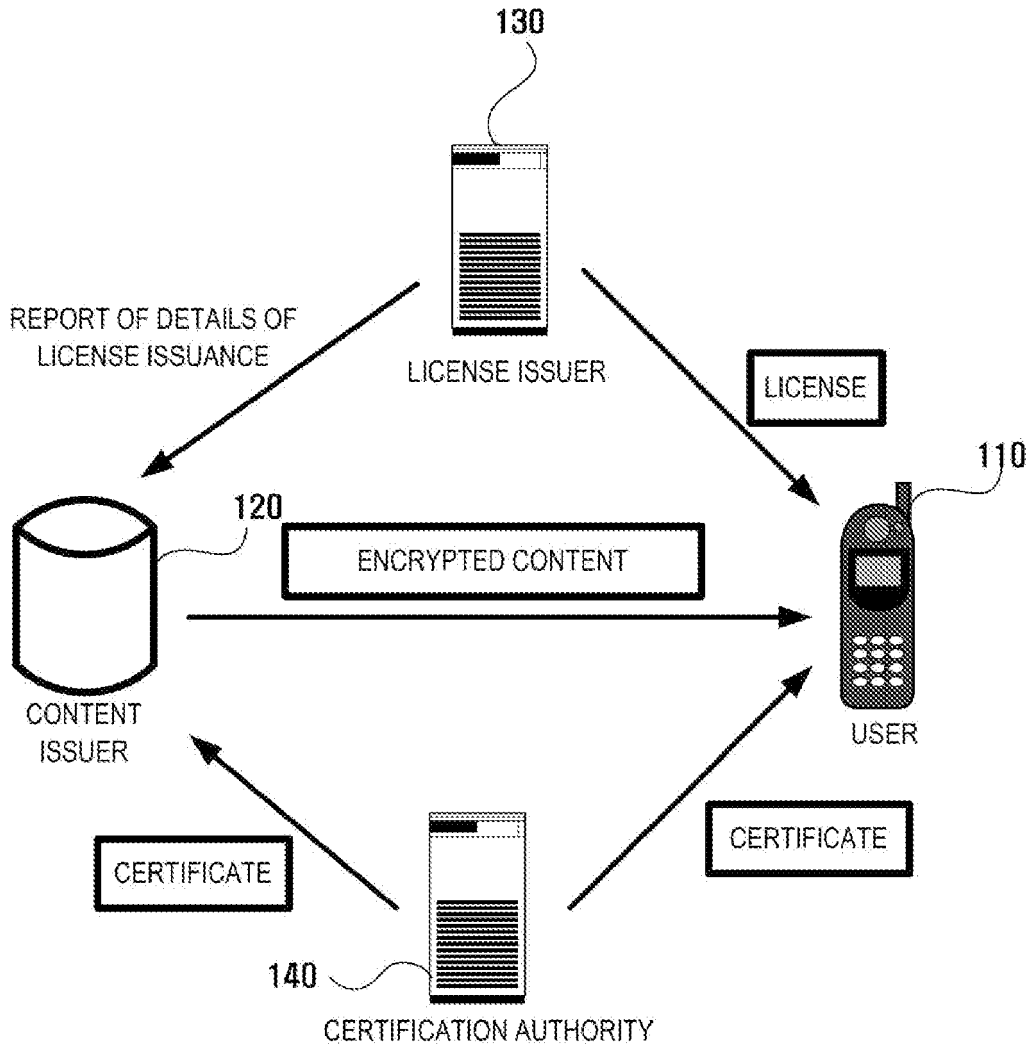 130
REPORT OF DETAILS OF
LICENSE ISSUANCE
LICENSE ISSUER
LICENSE
110
120
ENCRYPTED CONTENT
CONTENT
ISSUER
USER
CERTIFICATE
CERTIFICATE
140
CERTIFICATION AUTHORITY